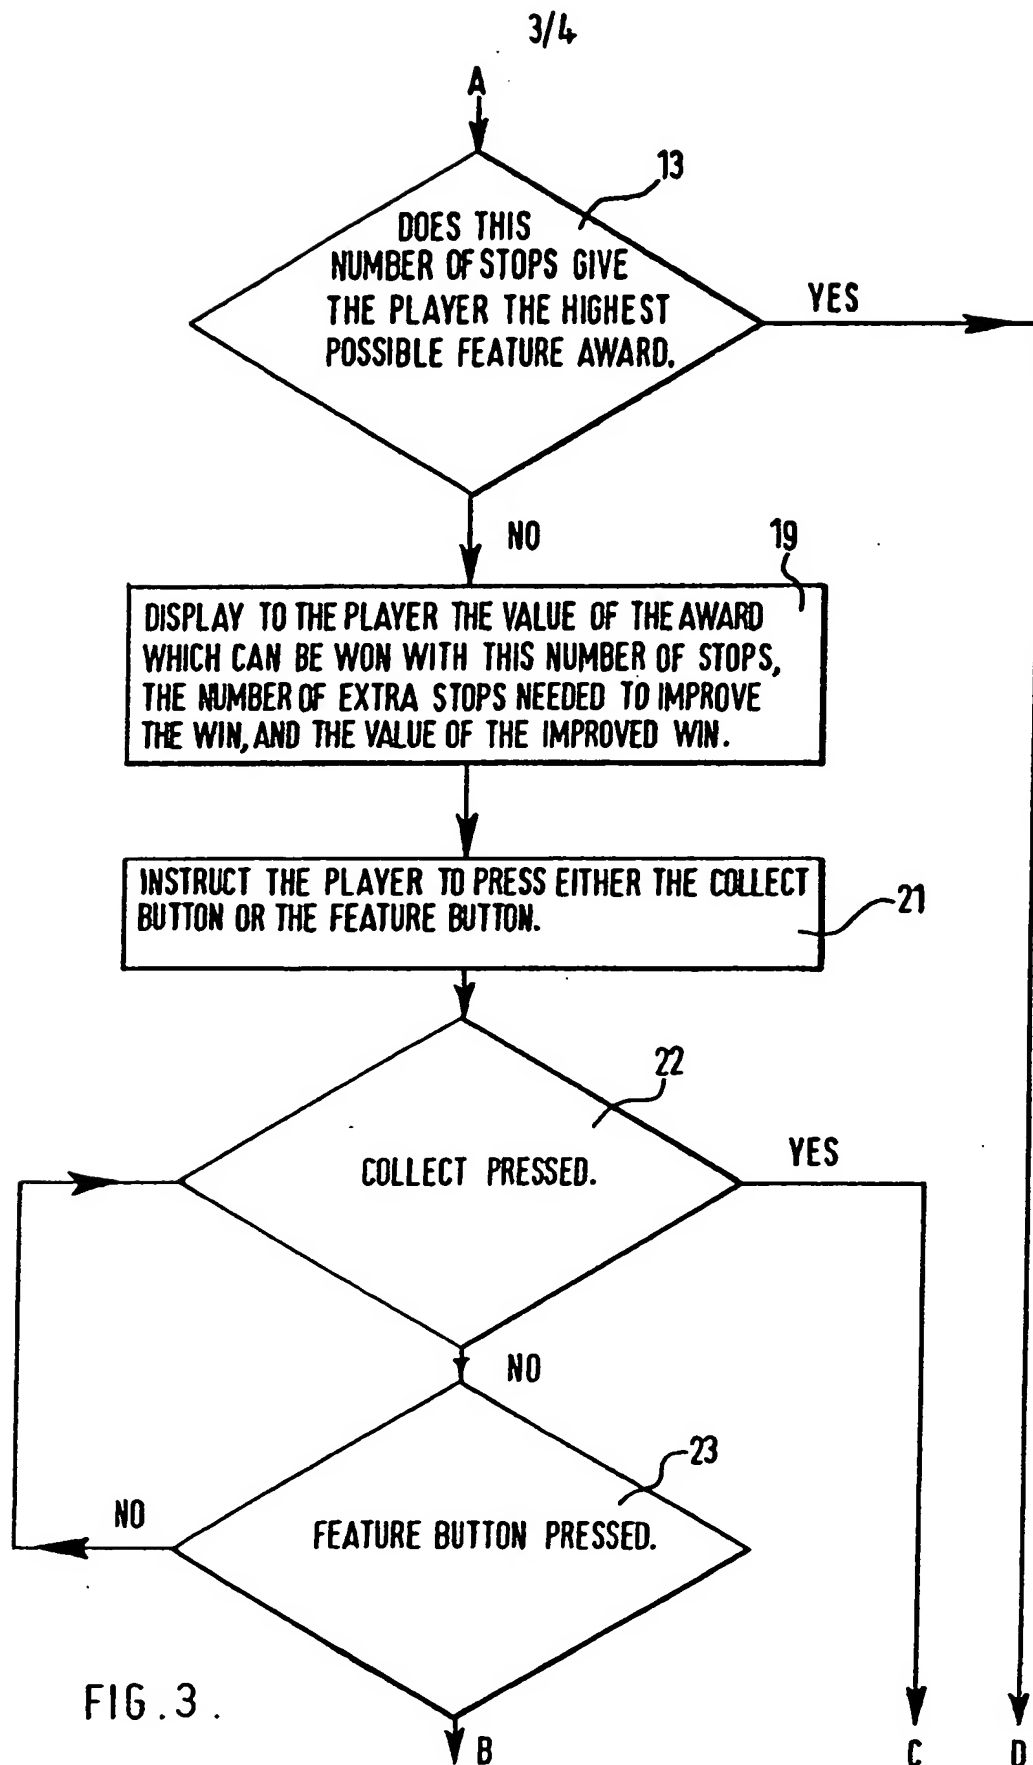 3/4
A
13
DOES THIS
NUMBER OF STOPS GIVE
THE PLAYER THE HIGHEST
POSSIBLE FEATURE AWARD.
YES
NO
19
DISPLAY TO THE PLAYER THE VALUE OF THE AWARD
WHICH CAN BE WON WITH THIS NUMBER OF STOPS,
THE NUMBER OF EXTRA STOPS NEEDED TO IMPROVE
THE WIN, AND THE VALUE OF THE IMPROVED WIN.
INSTRUCT THE PLAYER TO PRESS EITHER THE COLLECT
BUTTON OR THE FEATURE BUTTON.
21
22
COLLECT PRESSED.
YES
NO
23
FEATURE BUTTON PRESSED.
NO
FIG.3.
B
C
D